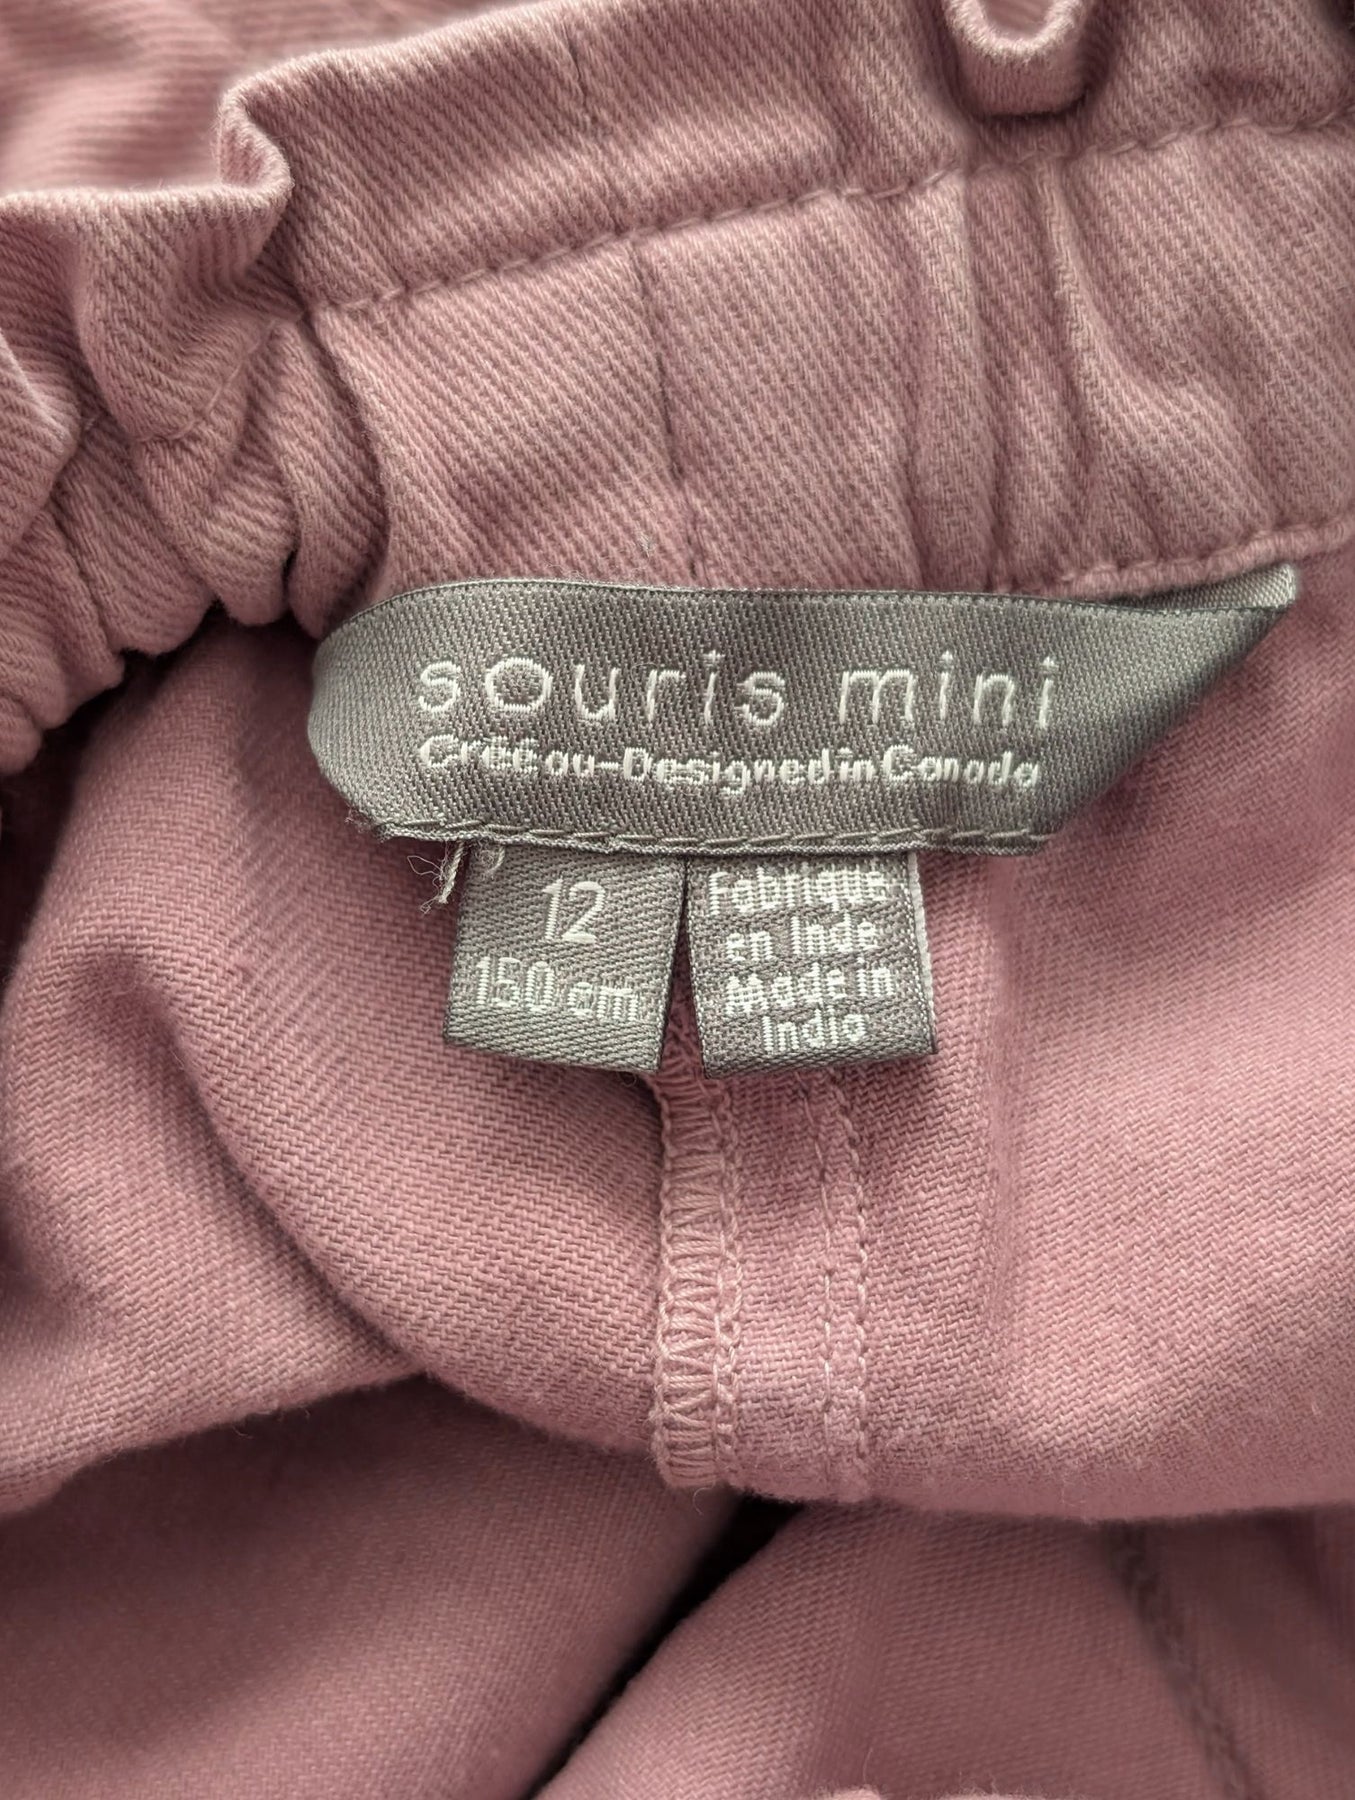 sOuris mini
Créé au-Designed in Canada
12
150 cm
Fabriqué
en Inde
Made in
India